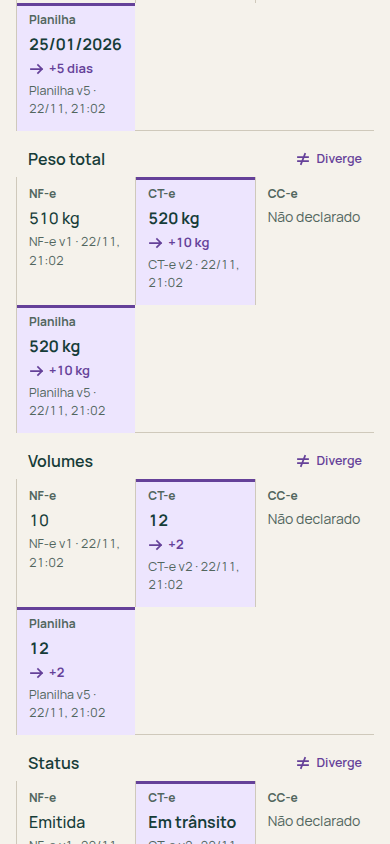 Planilha
25/01/2026
→ +5 dias
Planilha v5 ·
22/11, 21:02
Peso total
≠ Diverge
NF-e
510 kg
NF-e v1 · 22/11,
21:02
CT-e
520 kg
→ +10 kg
CT-e v2 · 22/11,
21:02
CC-e
Não declarado
Planilha
520 kg
→ +10 kg
Planilha v5 ·
22/11, 21:02
Volumes
≠ Diverge
NF-e
10
NF-e v1 · 22/11,
21:02
CT-e
12
→ +2
CT-e v2 · 22/11,
21:02
CC-e
Não declarado
Planilha
12
→ +2
Planilha v5 ·
22/11, 21:02
Status
≠ Diverge
NF-e
Emitida
CT-e
Em trânsito
CC-e
Não declarado